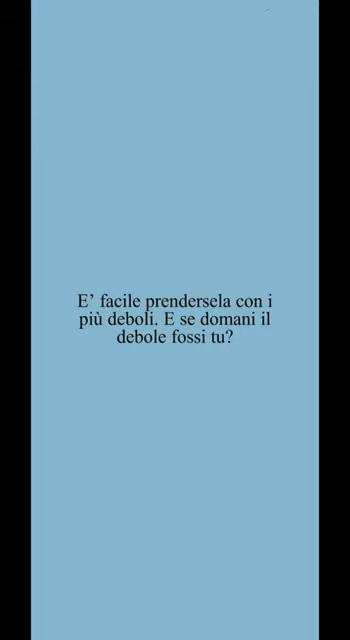 E’ facile prendersela con i
più deboli. E se domani il
debole fossi tu?